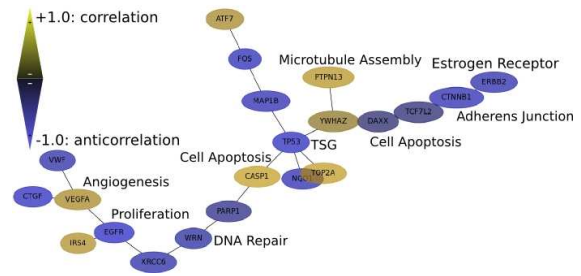 +1.0: correlation
ATF7
FOS
Microtubule Assembly
PTPN13
Estrogen Receptor
ERBB2
CTNNB1
MAP1B
TCF7L2
Adherens Junction
YWHAZ
DAXX
-1.0: anticorrelation
TP53
TSG
Cell Apoptosis
Cell Apoptosis
VWF
CASP1
TOP2A
Angiogenesis
CTGF
VEGFA
PARP1
Proliferation
EGFR
IRS4
WRN
DNA Repair
XRCC6